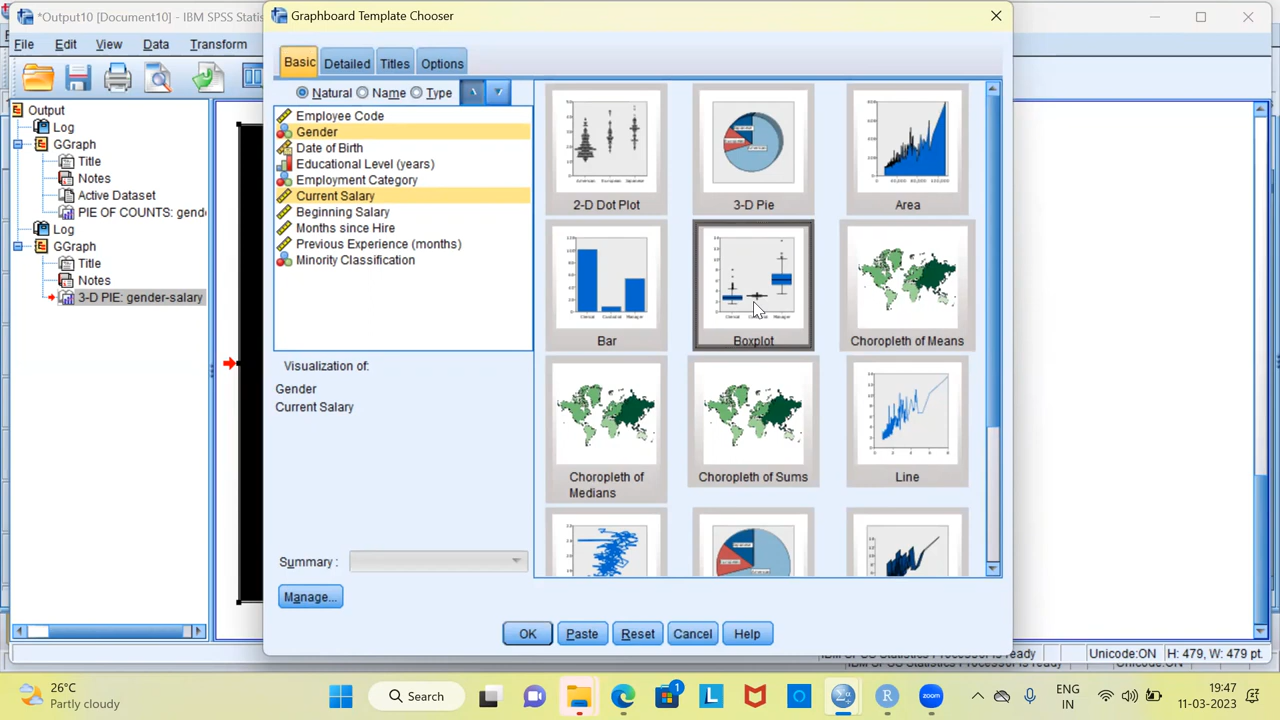 *Output10 [Document10] - IBM SPSS Statis
Graphboard Template Chooser
File Edit View Data Transform
Basic Detailed Titles Options
Natural Name Type
Output
Log
GGraph
Title
Notes
Active Dataset
PIE OF COUNTS: gende
Log
GGraph
Title
Notes
3-D PIE: gender-salary
Employee Code
Gender
Date of Birth
Educational Level (years)
Employment Category
Current Salary
Beginning Salary
Months since Hire
Previous Experience (months)
Minority Classification
Visualization of:
Gender
Current Salary
Summary :
Manage...
2-D Dot Plot 3-D Pie Area
Bar Boxplot Choropleth of Means
Choropleth of Medians Choropleth of Sums Line
OK Paste Reset Cancel Help
Unicode:ON H: 479, W: 479 pt.
26°C
Partly cloudy
Search
1
zoom
ENG
IN
19:47
11-03-2023